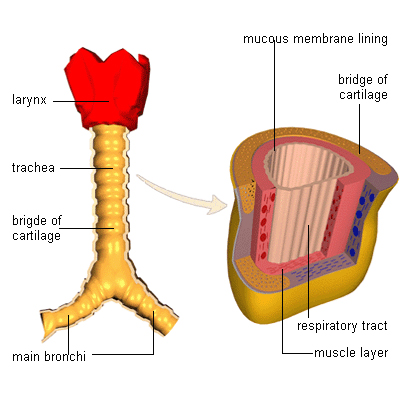 mucous membrane lining
bridge of
cartilage
larynx
trachea
brigde of
cartilage
respiratory tract
muscle layer
main bronchi